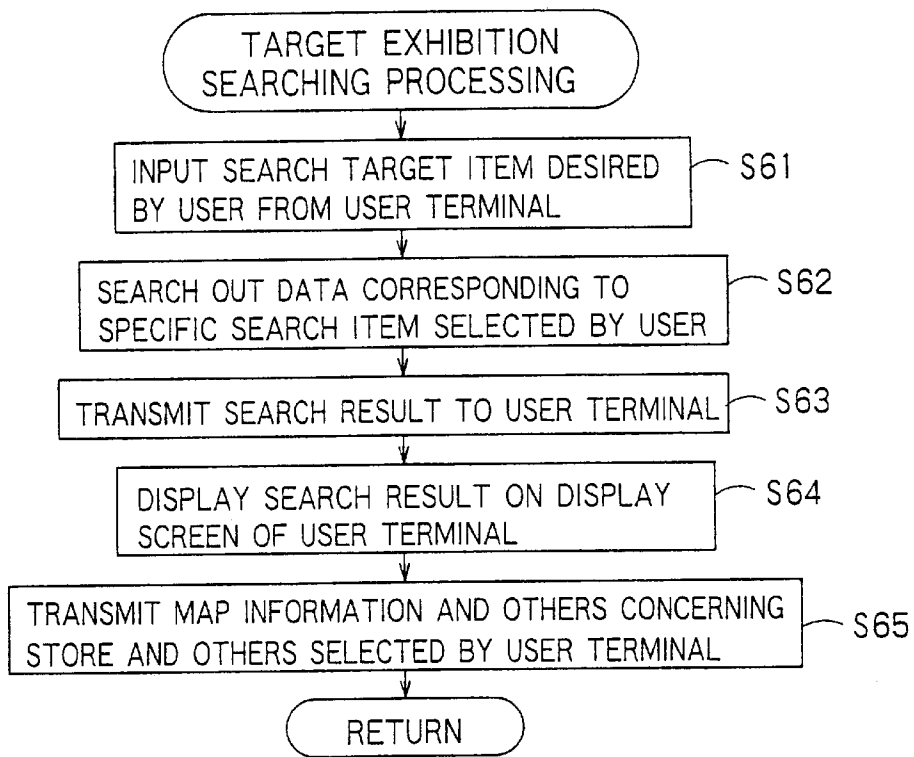 TARGET EXHIBITION
SEARCHING PROCESSING
INPUT SEARCH TARGET ITEM DESIRED
BY USER FROM USER TERMINAL
S61
SEARCH OUT DATA CORRESPONDING TO
SPECIFIC SEARCH ITEM SELECTED BY USER
S62
TRANSMIT SEARCH RESULT TO USER TERMINAL
S63
DISPLAY SEARCH RESULT ON DISPLAY
SCREEN OF USER TERMINAL
S64
TRANSMIT MAP INFORMATION AND OTHERS CONCERNING
STORE AND OTHERS SELECTED BY USER TERMINAL
S65
RETURN